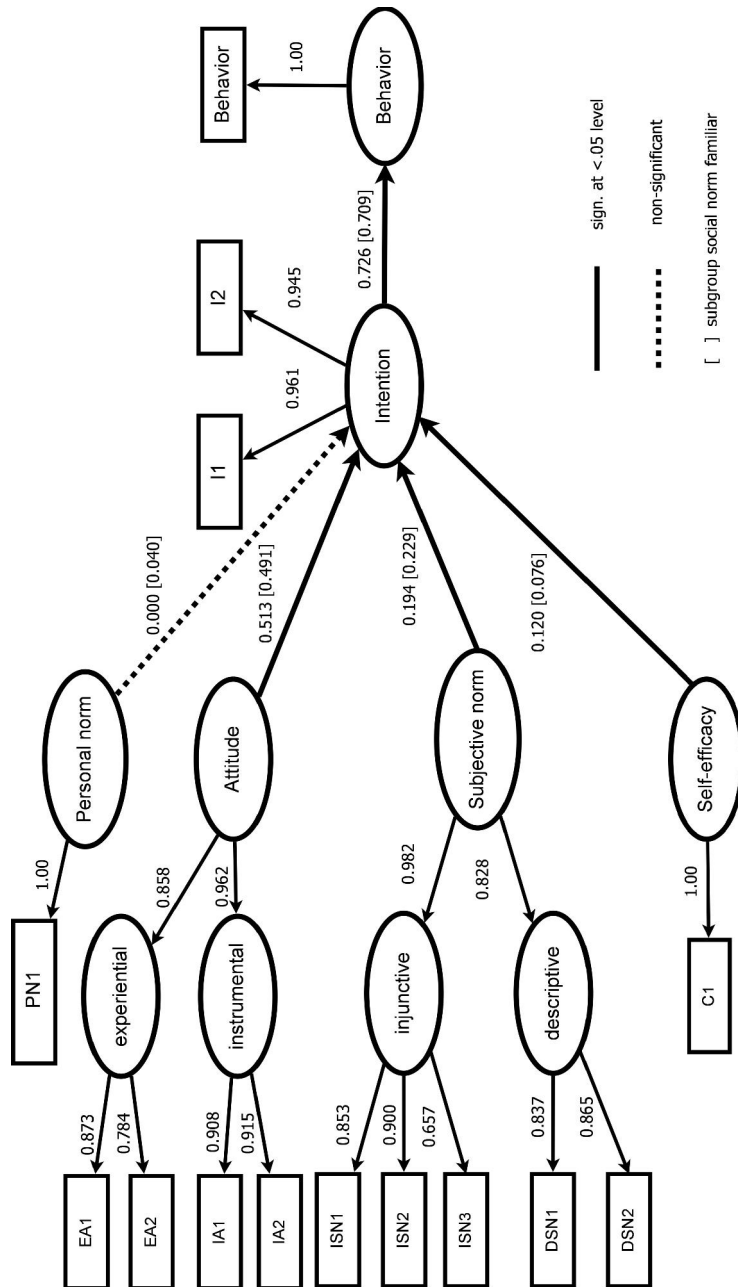 EA1
EA2
IA1
IA2
ISN1
ISN2
ISN3
DSN1
DSN2
0.873
0.784
0.908
0.915
0.853
0.900
0.657
0.837
0.865
PN1
experiential
instrumental
injunctive
descriptive
C1
1.00
0.858
0.962
0.982
0.828
1.00
Personal norm
Attitude
Subjective norm
Self-efficacy
0.000 [0.040]
0.513 [0.491]
0.194 [0.229]
0.120 [0.076]
I1
I2
0.961
0.945
Intention
0.726 [0.709]
Behavior
1.00
Behavior
sign. at <.05 level
non-significant
[ ] subgroup social norm familiar